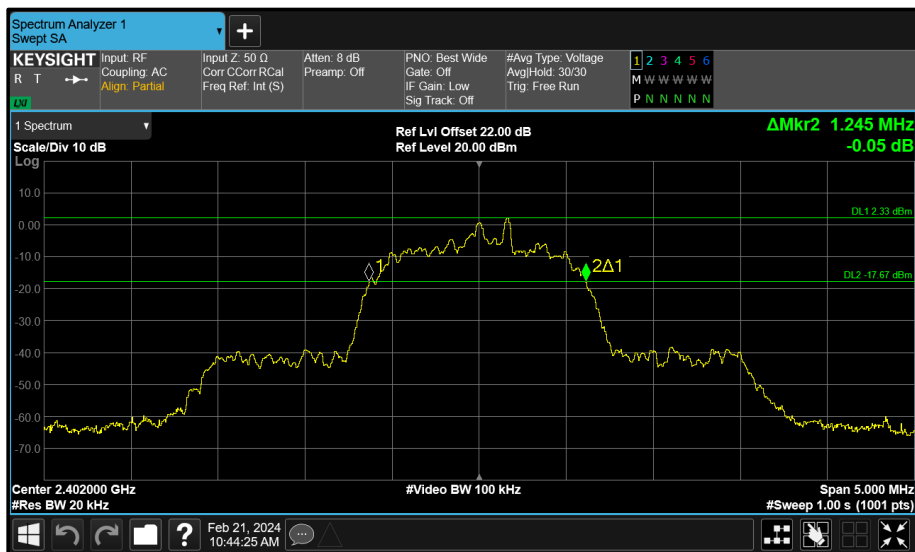 Spectrum Analyzer 1
Swept SA
+
KEYSIGHT
R T
LXI
Input: RF
Coupling: AC
Align: Partial
Input Z: 50 Ω
Corr CCorr RCal
Freq Ref: Int (S)
Atten: 8 dB
Preamp: Off
PNO: Best Wide
Gate: Off
IF Gain: Low
Sig Track: Off
#Avg Type: Voltage
Avg|Hold: 30/30
Trig: Free Run
1 2 3 4 5 6
M W W W W W
P N N N N N
1 Spectrum
Scale/Div 10 dB
Ref Lvl Offset 22.00 dB
Ref Level 20.00 dBm
ΔMkr2 1.245 MHz
-0.05 dB
Log
10.0
0.00
-10.0
-20.0
-30.0
-40.0
-50.0
-60.0
-70.0
DL1 2.33 dBm
1
2Δ1
DL2 -17.67 dBm
Center 2.402000 GHz
#Video BW 100 kHz
Span 5.000 MHz
#Res BW 20 kHz
#Sweep 1.00 s (1001 pts)
?
Feb 21, 2024
10:44:25 AM